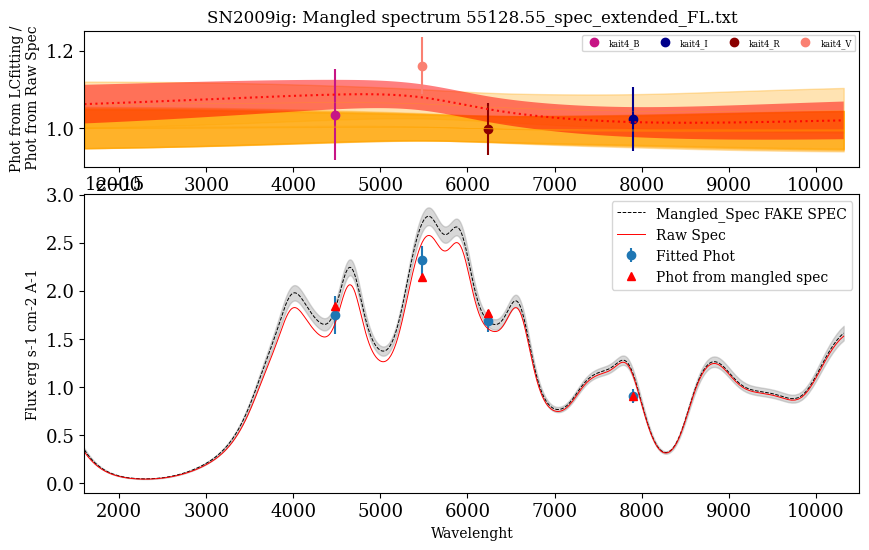 SN2009ig: Mangled spectrum 55128.55_spec_extended_FL.txt
Phot from LCfitting /
Phot from Raw Spec
1.2
1.0
kait4_B kait4_I kait4_R kait4_V
2000 3000 4000 5000 6000 7000 8000 9000 10000
1e−15
Flux erg s-1 cm-2 A-1
3.0
2.5
2.0
1.5
1.0
0.5
0.0
Mangled_Spec FAKE SPEC
Raw Spec
Fitted Phot
Phot from mangled spec
2000 3000 4000 5000 6000 7000 8000 9000 10000
Wavelenght